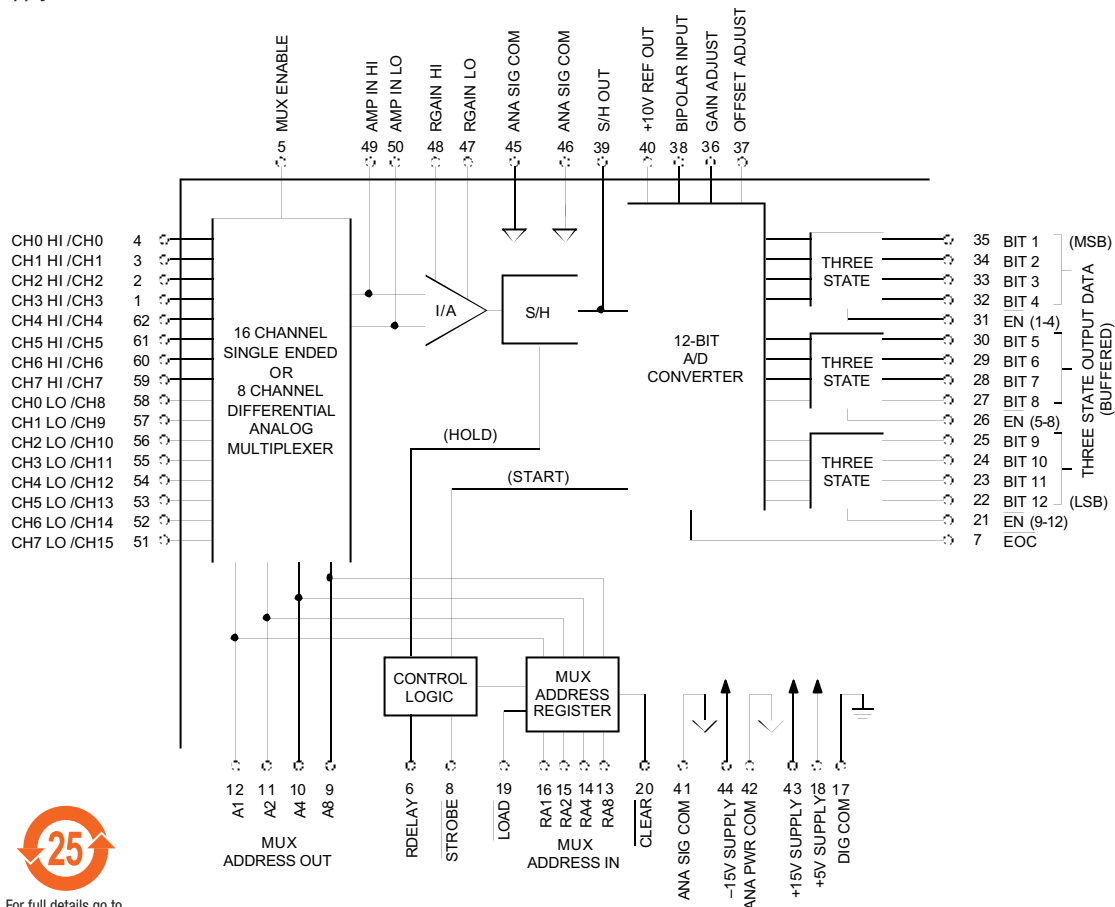 MUX ENABLE
AMP IN HI
AMP IN LO
RGAIN HI
RGAIN LO
ANA SIG COM
ANA SIG COM
S/H OUT
+10V REF OUT
BIPOLAR INPUT
GAIN ADJUST
OFFSET ADJUST
5 49 50 48 47 45 46 39 40 38 36 37
CH0 HI /CH0 4
CH1 HI /CH1 3
CH2 HI /CH2 2
CH3 HI /CH3 1
CH4 HI /CH4 62
CH5 HI /CH5 61
CH6 HI /CH6 60
CH7 HI /CH7 59
CH0 LO /CH8 58
CH1 LO /CH9 57
CH2 LO /CH10 56
CH3 LO /CH11 55
CH4 LO /CH12 54
CH5 LO /CH13 53
CH6 LO /CH14 52
CH7 LO /CH15 51
16 CHANNEL
SINGLE ENDED
OR
8 CHANNEL
DIFFERENTIAL
ANALOG
MULTIPLEXER
I/A
S/H
(HOLD)
(START)
12-BIT
A/D
CONVERTER
THREE
STATE
THREE
STATE
THREE
STATE
35 BIT 1 (MSB)
34 BIT 2
33 BIT 3
32 BIT 4
31 EN (1-4)
30 BIT 5
29 BIT 6
28 BIT 7
27 BIT 8
26 EN (5-8)
25 BIT 9
24 BIT 10
23 BIT 11
22 BIT 12 (LSB)
21 EN (9-12)
7 EOC
THREE STATE OUTPUT DATA
(BUFFERED)
CONTROL
LOGIC
MUX
ADDRESS
REGISTER
12 11 10 9 6 8 19 16 15 14 13 20 41 44 42 43 18 17
A1
A2
A4
A8
MUX
ADDRESS OUT
RDELAY
STROBE
LOAD
RA1
RA2
RA4
RA8
MUX
ADDRESS IN
CLEAR
ANA SIG COM
–15V SUPPLY
ANA PWR COM
+15V SUPPLY
+5V SUPPLY
DIG COM
25
For full details go to